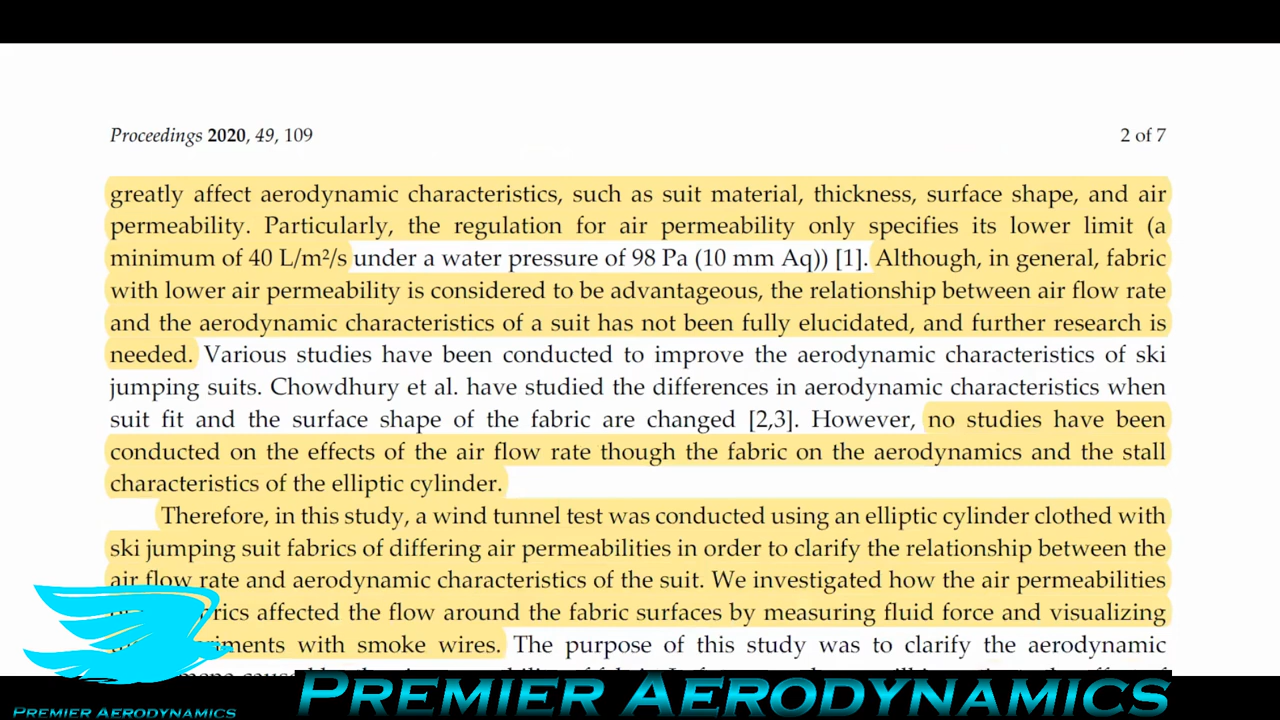 Proceedings 2020, 49, 109
2 of 7
greatly affect aerodynamic characteristics, such as suit material, thickness, surface shape, and air
permeability. Particularly, the regulation for air permeability only specifies its lower limit (a
minimum of 40 L/m²/s under a water pressure of 98 Pa (10 mm Aq)) [1]. Although, in general, fabric
with lower air permeability is considered to be advantageous, the relationship between air flow rate
and the aerodynamic characteristics of a suit has not been fully elucidated, and further research is
needed. Various studies have been conducted to improve the aerodynamic characteristics of ski
jumping suits. Chowdhury et al. have studied the differences in aerodynamic characteristics when
suit fit and the surface shape of the fabric are changed [2,3]. However, no studies have been
conducted on the effects of the air flow rate though the fabric on the aerodynamics and the stall
characteristics of the elliptic cylinder.
Therefore, in this study, a wind tunnel test was conducted using an elliptic cylinder clothed with
ski jumping suit fabrics of differing air permeabilities in order to clarify the relationship between the
air flow rate and aerodynamic characteristics of the suit. We investigated how the air permeabilities
affected the flow around the fabric surfaces by measuring fluid force and visualizing
with smoke wires. The purpose of this study was to clarify the aerodynamic
PREMIER AERODYNAMICS
PREMIER AERODYNAMICS